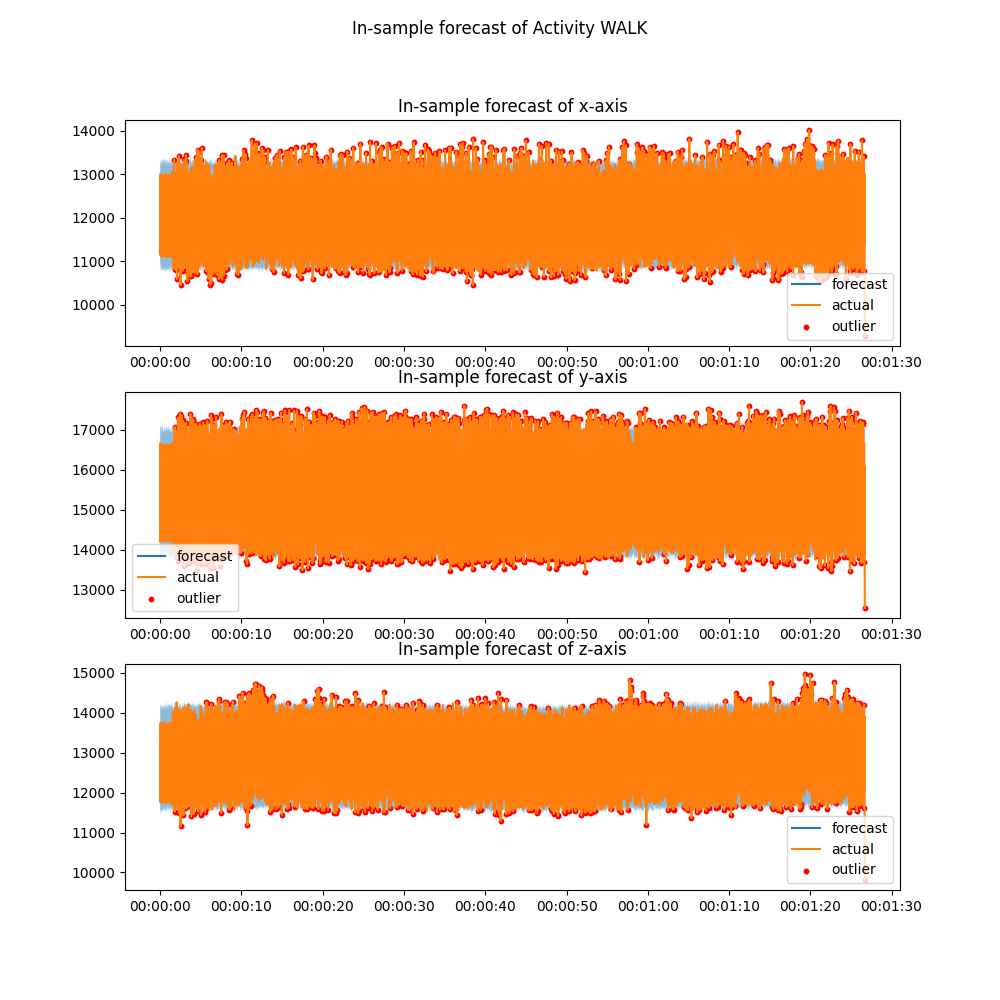 In-sample forecast of Activity WALK
In-sample forecast of x-axis
14000
13000
12000
11000
10000
forecast
actual
outlier
00:00:00 00:00:10 00:00:20 00:00:30 00:00:40 00:00:50 00:01:00 00:01:10 00:01:20 00:01:30
In-sample forecast of y-axis
17000
16000
15000
14000
13000
forecast
actual
outlier
00:00:00 00:00:10 00:00:20 00:00:30 00:00:40 00:00:50 00:01:00 00:01:10 00:01:20 00:01:30
In-sample forecast of z-axis
15000
14000
13000
12000
11000
10000
forecast
actual
outlier
00:00:00 00:00:10 00:00:20 00:00:30 00:00:40 00:00:50 00:01:00 00:01:10 00:01:20 00:01:30